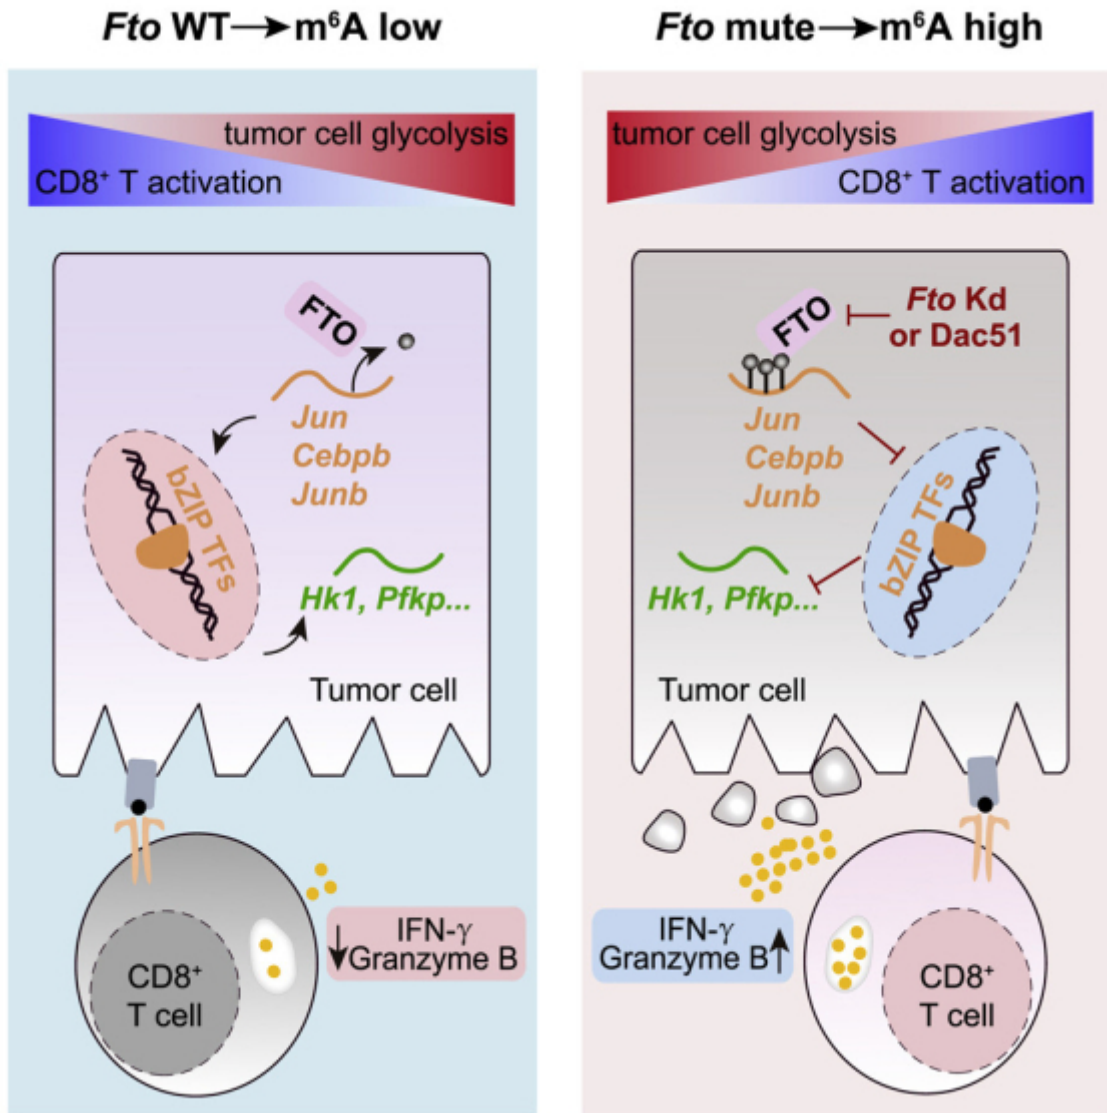 Fto WT→m⁶A low
tumor cell glycolysis
CD8⁺ T activation
FTO
Jun
Cebpb
Junb
bZIP TFs
Hk1, Pfkp...
Tumor cell
IFN-γ
↓Granzyme B
CD8⁺
T cell
Fto mute→m⁶A high
tumor cell glycolysis
CD8⁺ T activation
FTO
Fto Kd
or Dac51
Jun
Cebpb
Junb
bZIP TFs
Hk1, Pfkp...
Tumor cell
IFN-γ
Granzyme B↑
CD8⁺
T cell